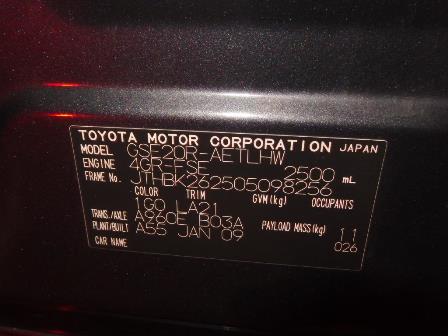 TOYOTA MOTOR CORPORATION JAPAN
MODEL GSE20R-AETLHW
ENGINE 4GR-FSE 2500 mL
FRAME No. JTHBK262505098256
COLOR TRIM GVM(kg) OCCUPANTS
1G0 LA21
TRANS./AXLE A960E B03A PAYLOAD MASS(kg) 11
PLANT/BUILT A55 JAN 09 026
CAR NAME